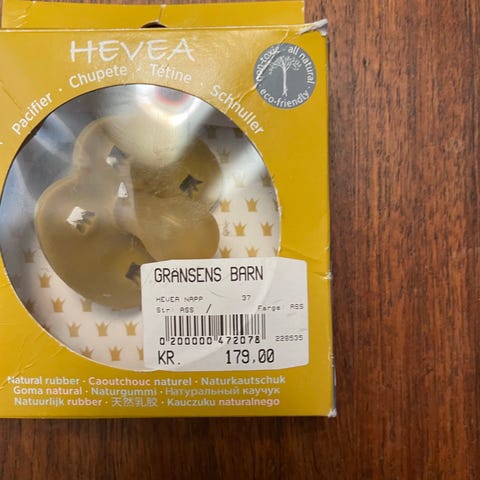 HEVEA
Pacifier · Chupete · Tétine · Schnuller
non-toxic · all natural
eco-friendly ·
GRANSENS BARN
HEVEA NAPP 37
Str: ASS / Farge: ASS
0 200000 472078 228535
KR. 179,00
Natural rubber · Caoutchouc naturel · Naturkautschuk
Goma natural · Naturgummi · Натуральный каучук
Natuurlijk rubber · 天然乳胶 · Kauczuku naturalnego